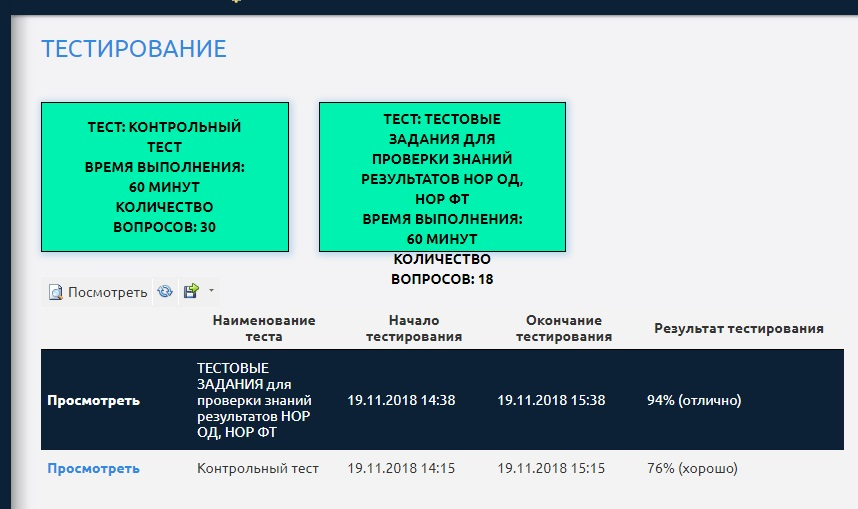 ТЕСТИРОВАНИЕ
ТЕСТ: КОНТРОЛЬНЫЙ
ТЕСТ
ВРЕМЯ ВЫПОЛНЕНИЯ:
60 МИНУТ
КОЛИЧЕСТВО
ВОПРОСОВ: 30
ТЕСТ: ТЕСТОВЫЕ
ЗАДАНИЯ ДЛЯ
ПРОВЕРКИ ЗНАНИЙ
РЕЗУЛЬТАТОВ НОР ОД,
НОР ФТ
ВРЕМЯ ВЫПОЛНЕНИЯ:
60 МИНУТ
КОЛИЧЕСТВО
ВОПРОСОВ: 18
Посмотреть
Наименование
теста
Начало
тестирования
Окончание
тестирования
Результат тестирования
Просмотреть
ТЕСТОВЫЕ
ЗАДАНИЯ для
проверки знаний
результатов НОР
ОД, НОР ФТ
19.11.2018 14:38
19.11.2018 15:38
94% (отлично)
Просмотреть
Контрольный тест
19.11.2018 14:15
19.11.2018 15:15
76% (хорошо)